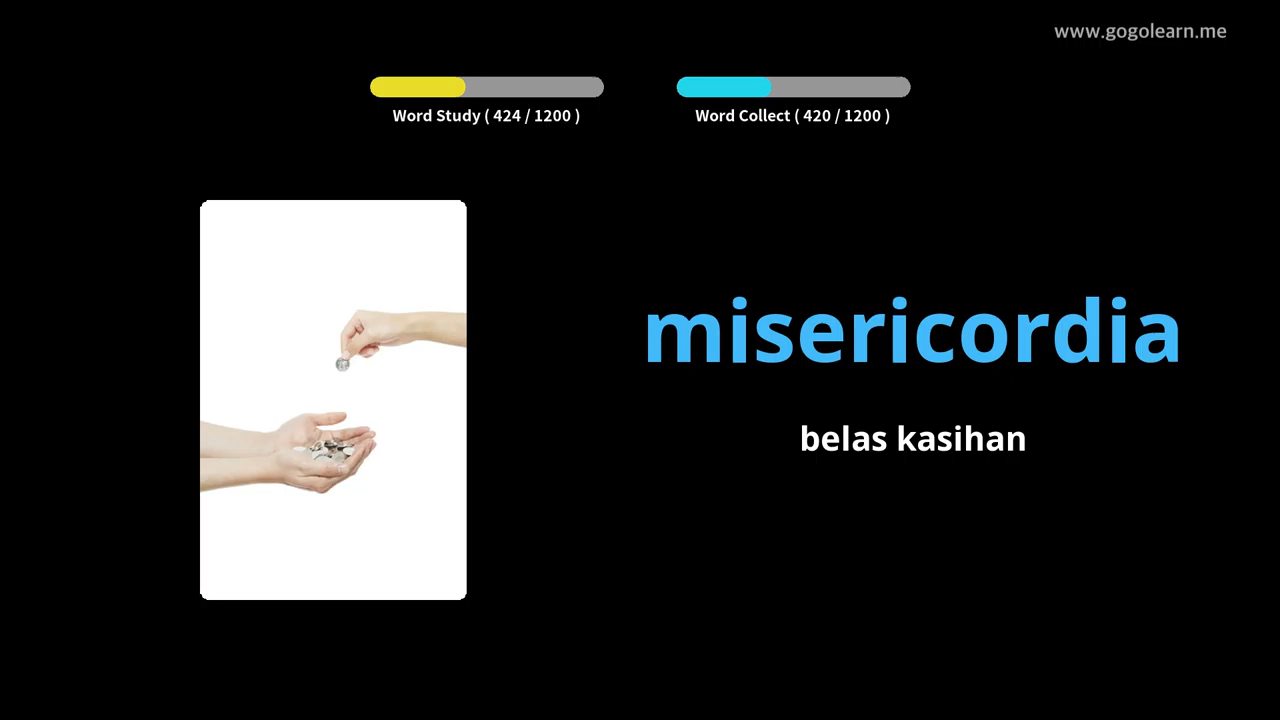 www.gogolearn.me
Word Study ( 424 / 1200 )
Word Collect ( 420 / 1200 )
misericordia
belas kasihan